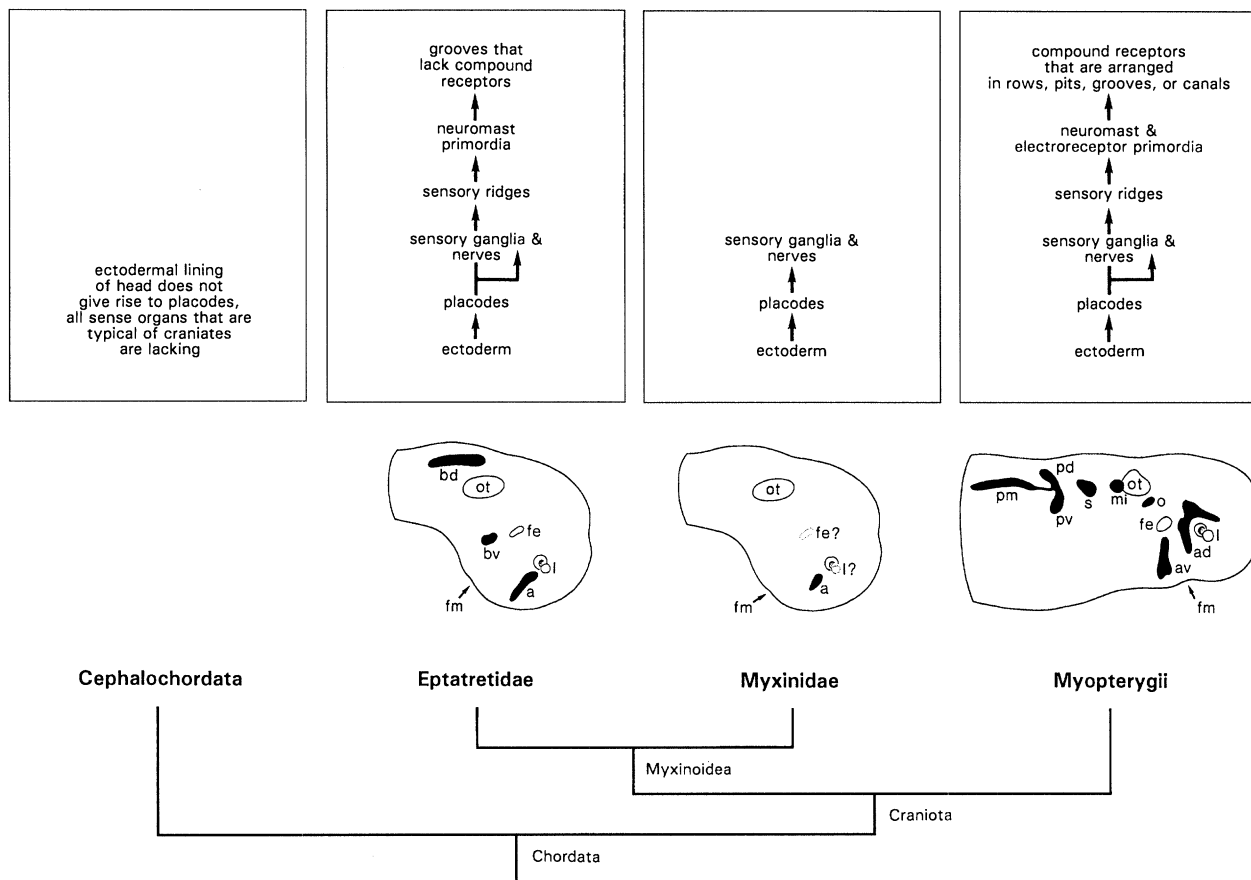 ectodermal lining
of head does not
give rise to placodes,
all sense organs that are
typical of craniates
are lacking
grooves that
lack compound
receptors
neuromast
primordia
sensory ridges
sensory ganglia &
nerves
placodes
ectoderm
sensory ganglia &
nerves
placodes
ectoderm
compound receptors
that are arranged
in rows, pits, grooves, or canals
neuromast &
electroreceptor primordia
sensory ridges
sensory ganglia &
nerves
placodes
ectoderm
bd
ot
bv
fe
l
a
fm
ot
fe?
l?
a
fm
pm
pd
pv
s
mi
ot
o
fe
l
ad
av
fm
Cephalochordata
Eptatretidae
Myxinidae
Myopterygii
Myxinoidea
Craniota
Chordata